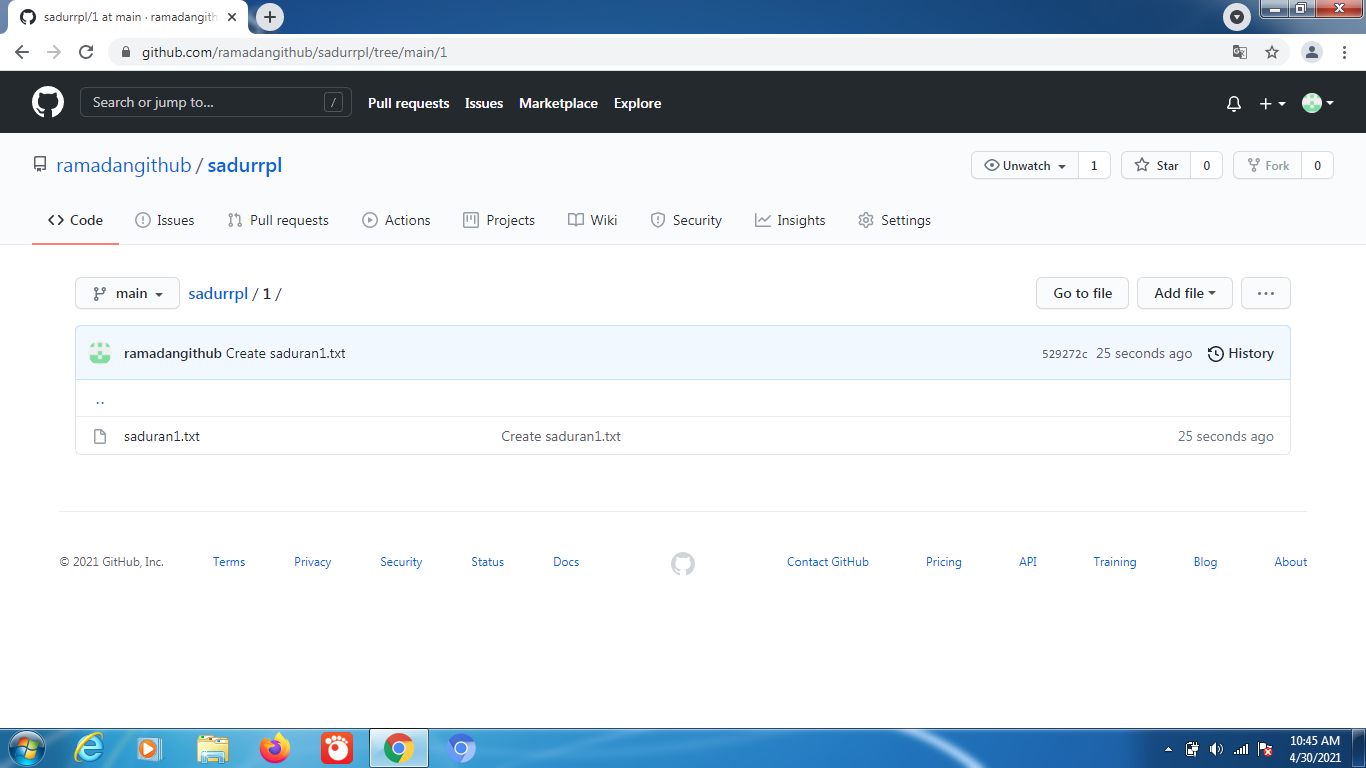 sadurrpl/1 at main · ramadangith
github.com/ramadangithub/sadurrpl/tree/main/1
Search or jump to... /
Pull requests Issues Marketplace Explore
ramadangithub / sadurrpl
Unwatch 1 Star 0 Fork 0
Code Issues Pull requests Actions Projects Wiki Security Insights Settings
main sadurrpl / 1 / Go to file Add file ...
ramadangithub Create saduran1.txt 529272c 25 seconds ago History
..
saduran1.txt Create saduran1.txt 25 seconds ago
© 2021 GitHub, Inc. Terms Privacy Security Status Docs Contact GitHub Pricing API Training Blog About
10:45 AM
4/30/2021